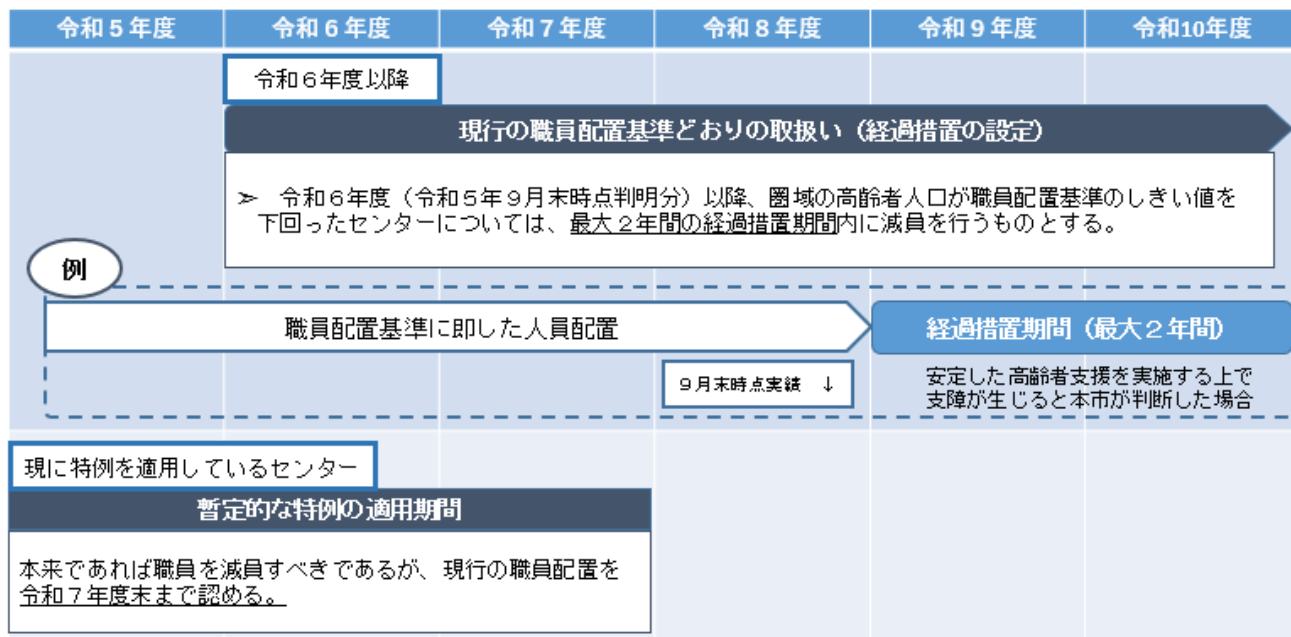 令和５年度
令和６年度
令和７年度
令和８年度
令和９年度
令和10年度
令和６年度以降
現行の職員配置基準どおりの取扱い（経過措置の設定）
➢ 令和６年度（令和５年９月末時点判明分）以降、圏域の高齢者人口が職員配置基準のしきい値を
下回ったセンターについては、最大２年間の経過措置期間内に減員を行うものとする。
例
職員配置基準に即した人員配置
経過措置期間（最大２年間）
９月末時点実績 ↓
安定した高齢者支援を実施する上で
支障が生じると本市が判断した場合
現に特例を適用しているセンター
暫定的な特例の適用期間
本来であれば職員を減員すべきであるが、現行の職員配置を
令和７年度末まで認める。